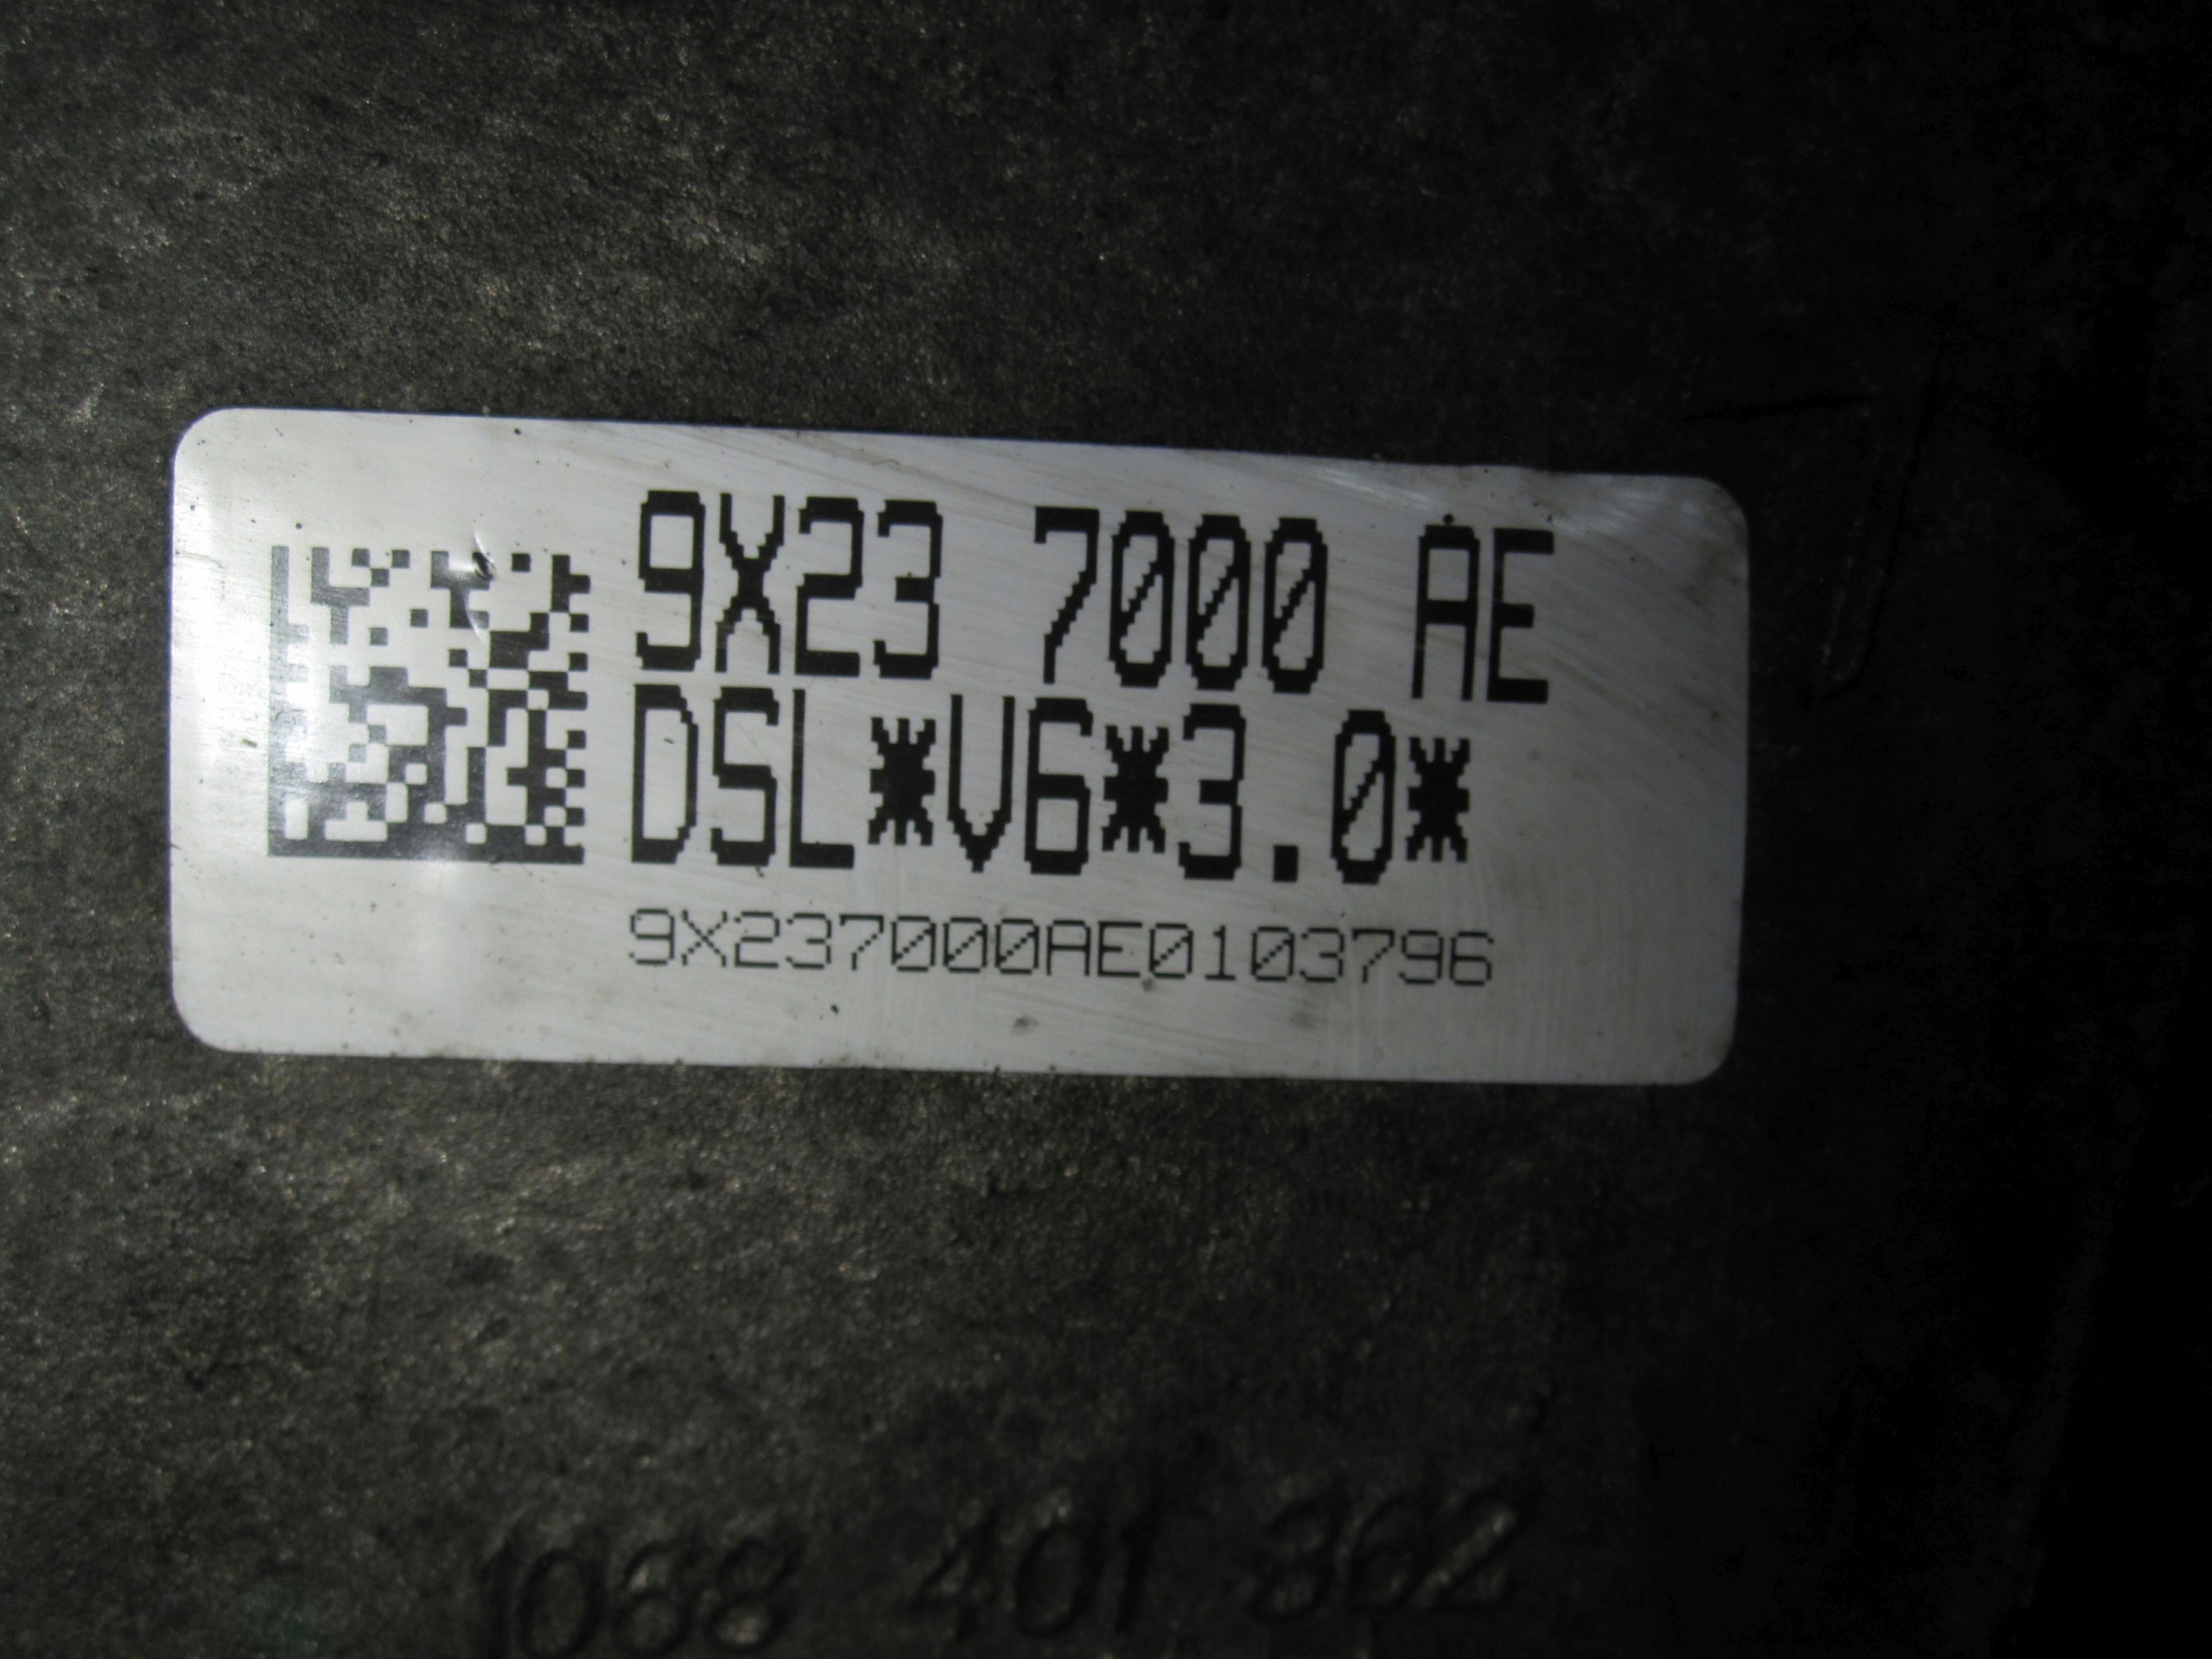 9X23 7000 AE
DSL*V6*3.0*
9X237000AE0103796
1068 401 362